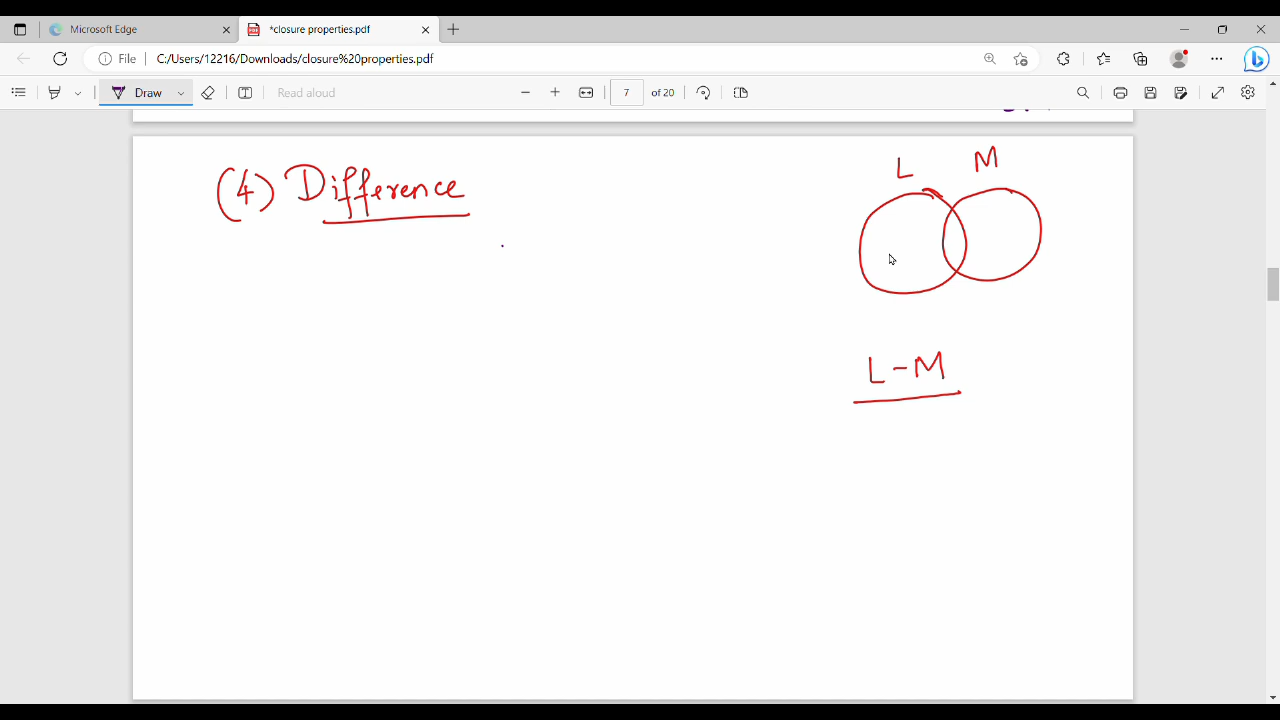 Microsoft Edge
*closure properties.pdf
File
C:/Users/12216/Downloads/closure%20properties.pdf
Draw
Read aloud
7
of 20
(4) Difference
L M
L - M